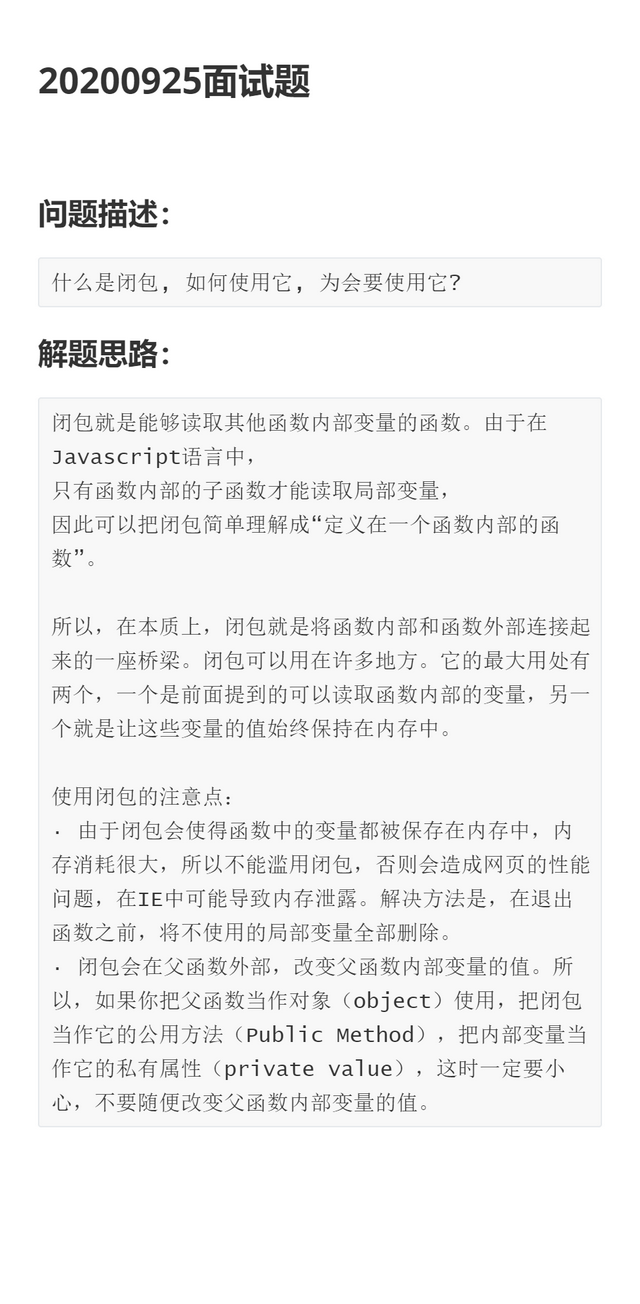 20200925面试题
问题描述：
什么是闭包, 如何使用它, 为会要使用它?
解题思路：
闭包就是能够读取其他函数内部变量的函数。由于在
Javascript语言中，
只有函数内部的子函数才能读取局部变量，
因此可以把闭包简单理解成“定义在一个函数内部的函
数”。
所以，在本质上，闭包就是将函数内部和函数外部连接起
来的一座桥梁。闭包可以用在许多地方。它的最大用处有
两个，一个是前面提到的可以读取函数内部的变量，另一
个就是让这些变量的值始终保持在内存中。
使用闭包的注意点：
· 由于闭包会使得函数中的变量都被保存在内存中，内
存消耗很大，所以不能滥用闭包，否则会造成网页的性能
问题，在IE中可能导致内存泄露。解决方法是，在退出
函数之前，将不使用的局部变量全部删除。
· 闭包会在父函数外部，改变父函数内部变量的值。所
以，如果你把父函数当作对象（object）使用，把闭包
当作它的公用方法（Public Method），把内部变量当
作它的私有属性（private value），这时一定要小
心，不要随便改变父函数内部变量的值。